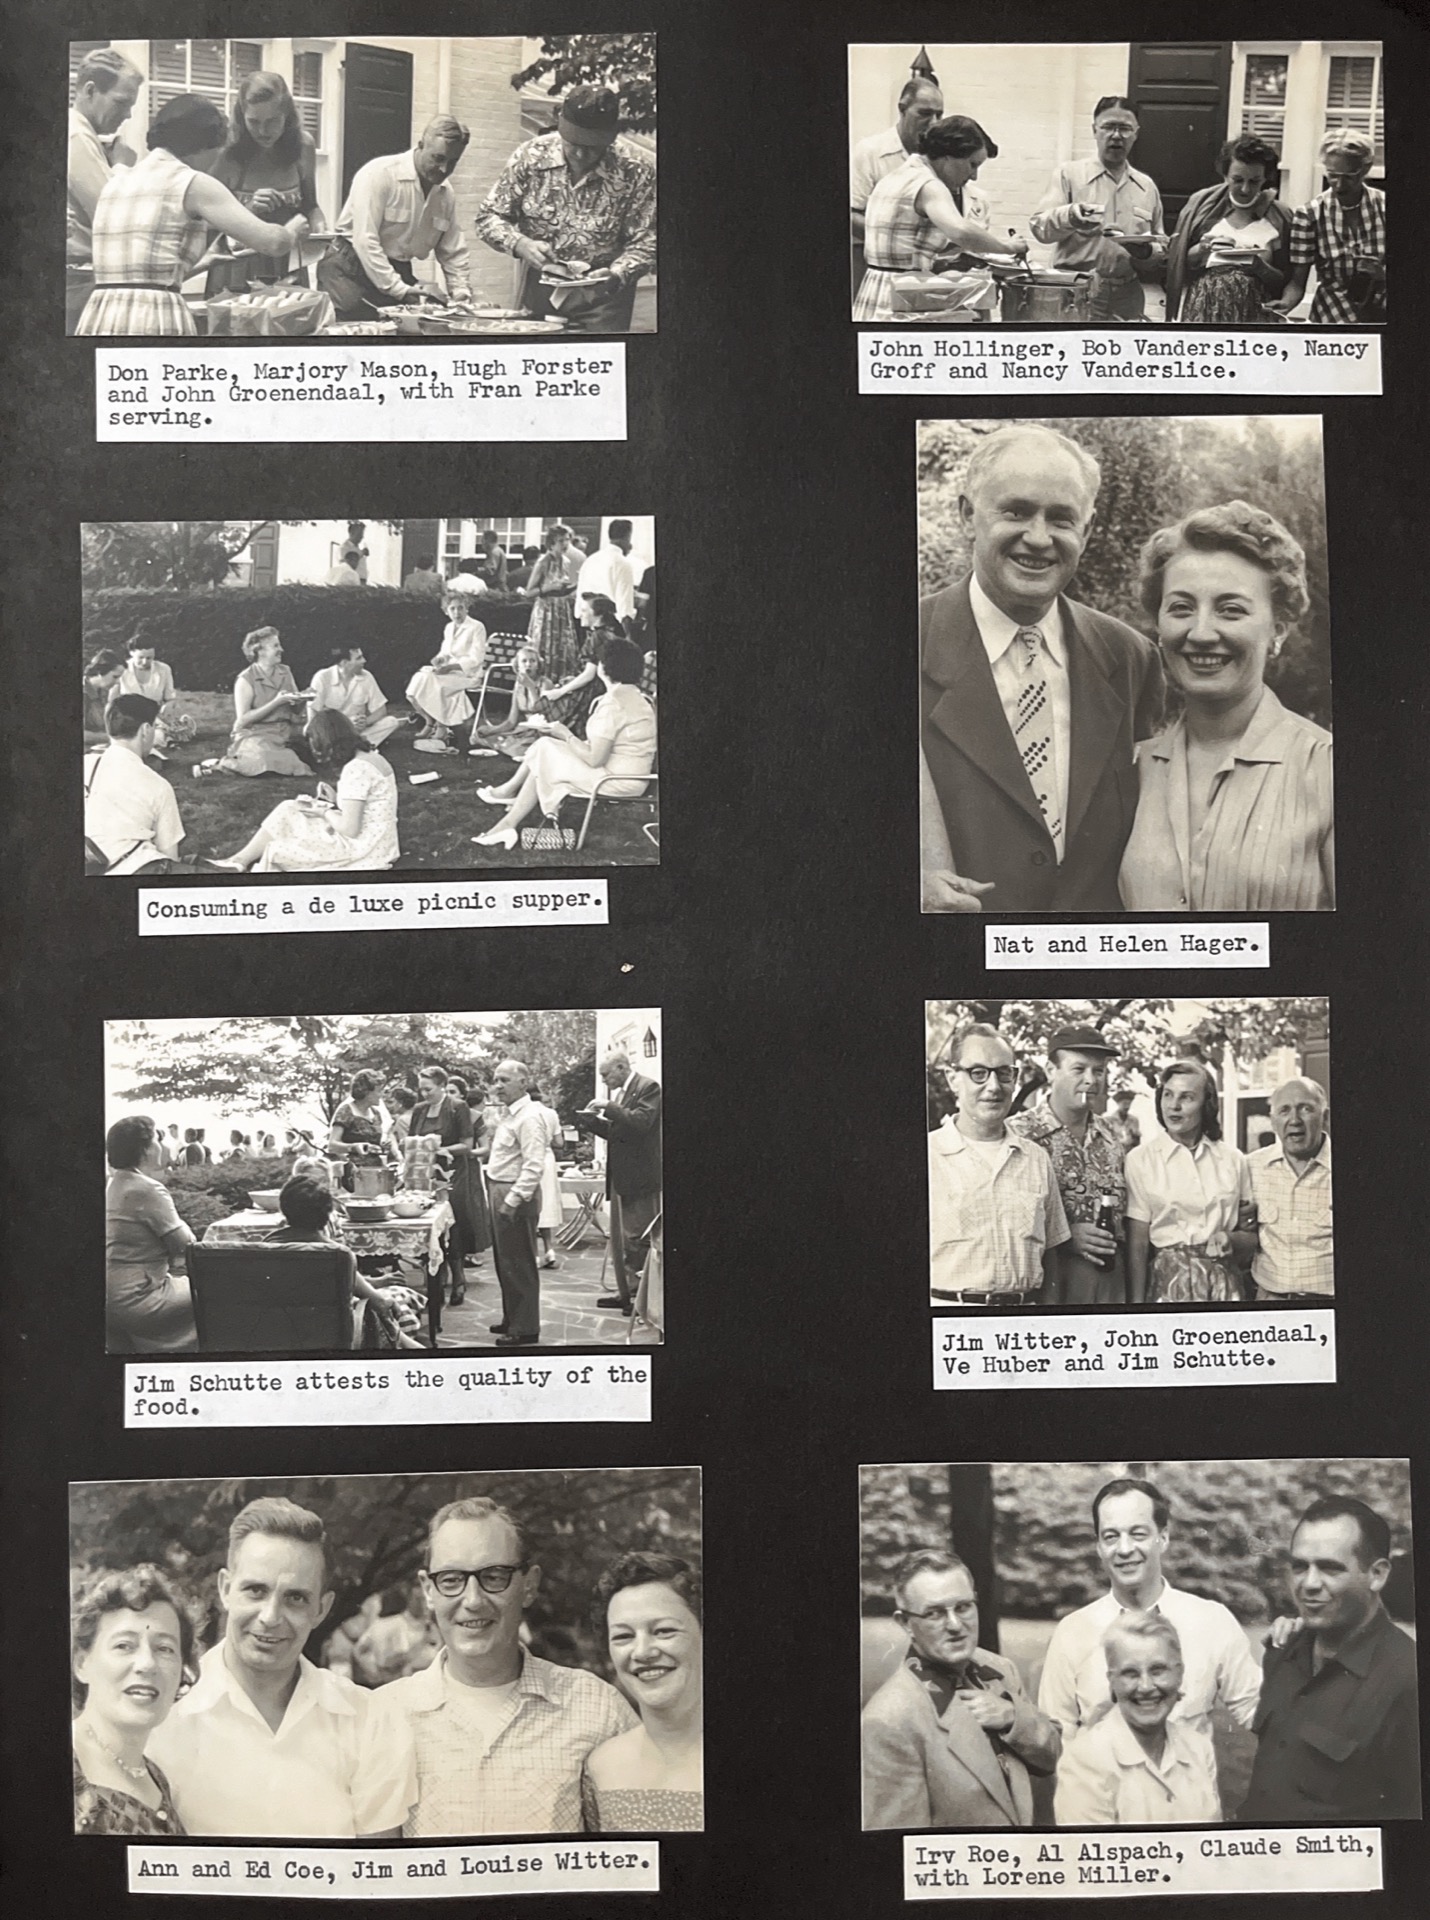 Don Parke, Marjory Mason, Hugh Forster
and John Groenendaal, with Fran Parke
serving.
John Hollinger, Bob Vanderslice, Nancy
Groff and Nancy Vanderslice.
Consuming a de luxe picnic supper.
Nat and Helen Hager.
Jim Schutte attests the quality of the
food.
Jim Witter, John Groenendaal,
Ve Huber and Jim Schutte.
Ann and Ed Coe, Jim and Louise Witter.
Irv Roe, Al Alspach, Claude Smith,
with Lorene Miller.